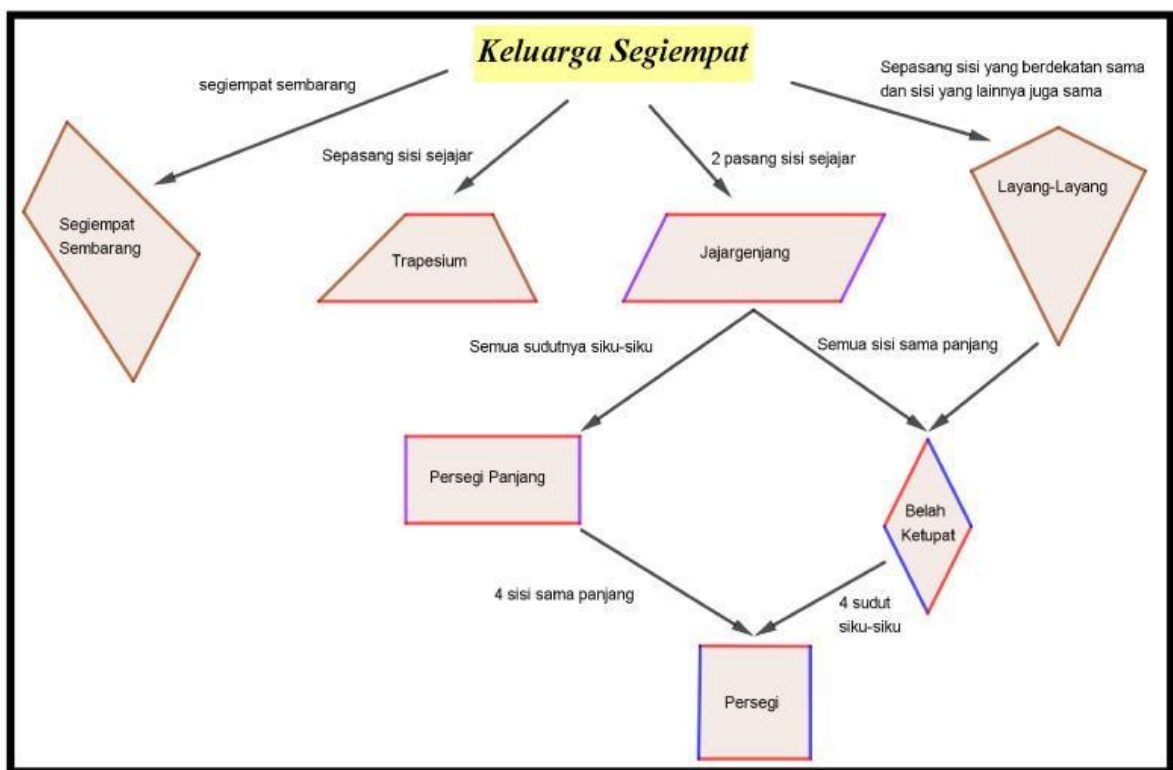 Keluarga Segiempat
segiempat sembarang
Sepasang sisi yang berdekatan sama
dan sisi yang lainnya juga sama
Sepasang sisi sejajar
2 pasang sisi sejajar
Segiempat
Sembarang
Trapesium
Jajargenjang
Layang-Layang
Semua sudutnya siku-siku
Semua sisi sama panjang
Persegi Panjang
Belah
Ketupat
4 sisi sama panjang
4 sudut
siku-siku
Persegi